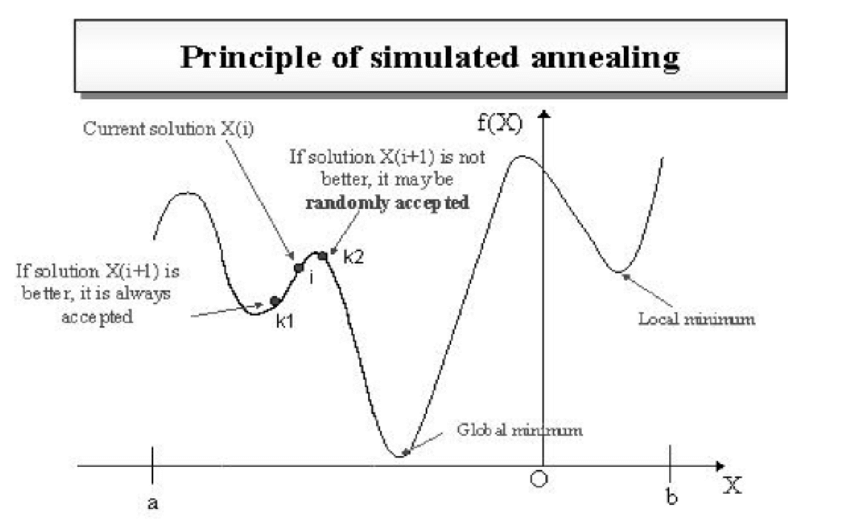 Principle of simulated annealing
Current solution X(i)
f(X)
If solution X(i+1) is not
better, it may be
randomly accepted
k2
i
If solution X(i+1) is
better, it is always
accepted
k1
Local minimum
Global minimum
O
X
a
b